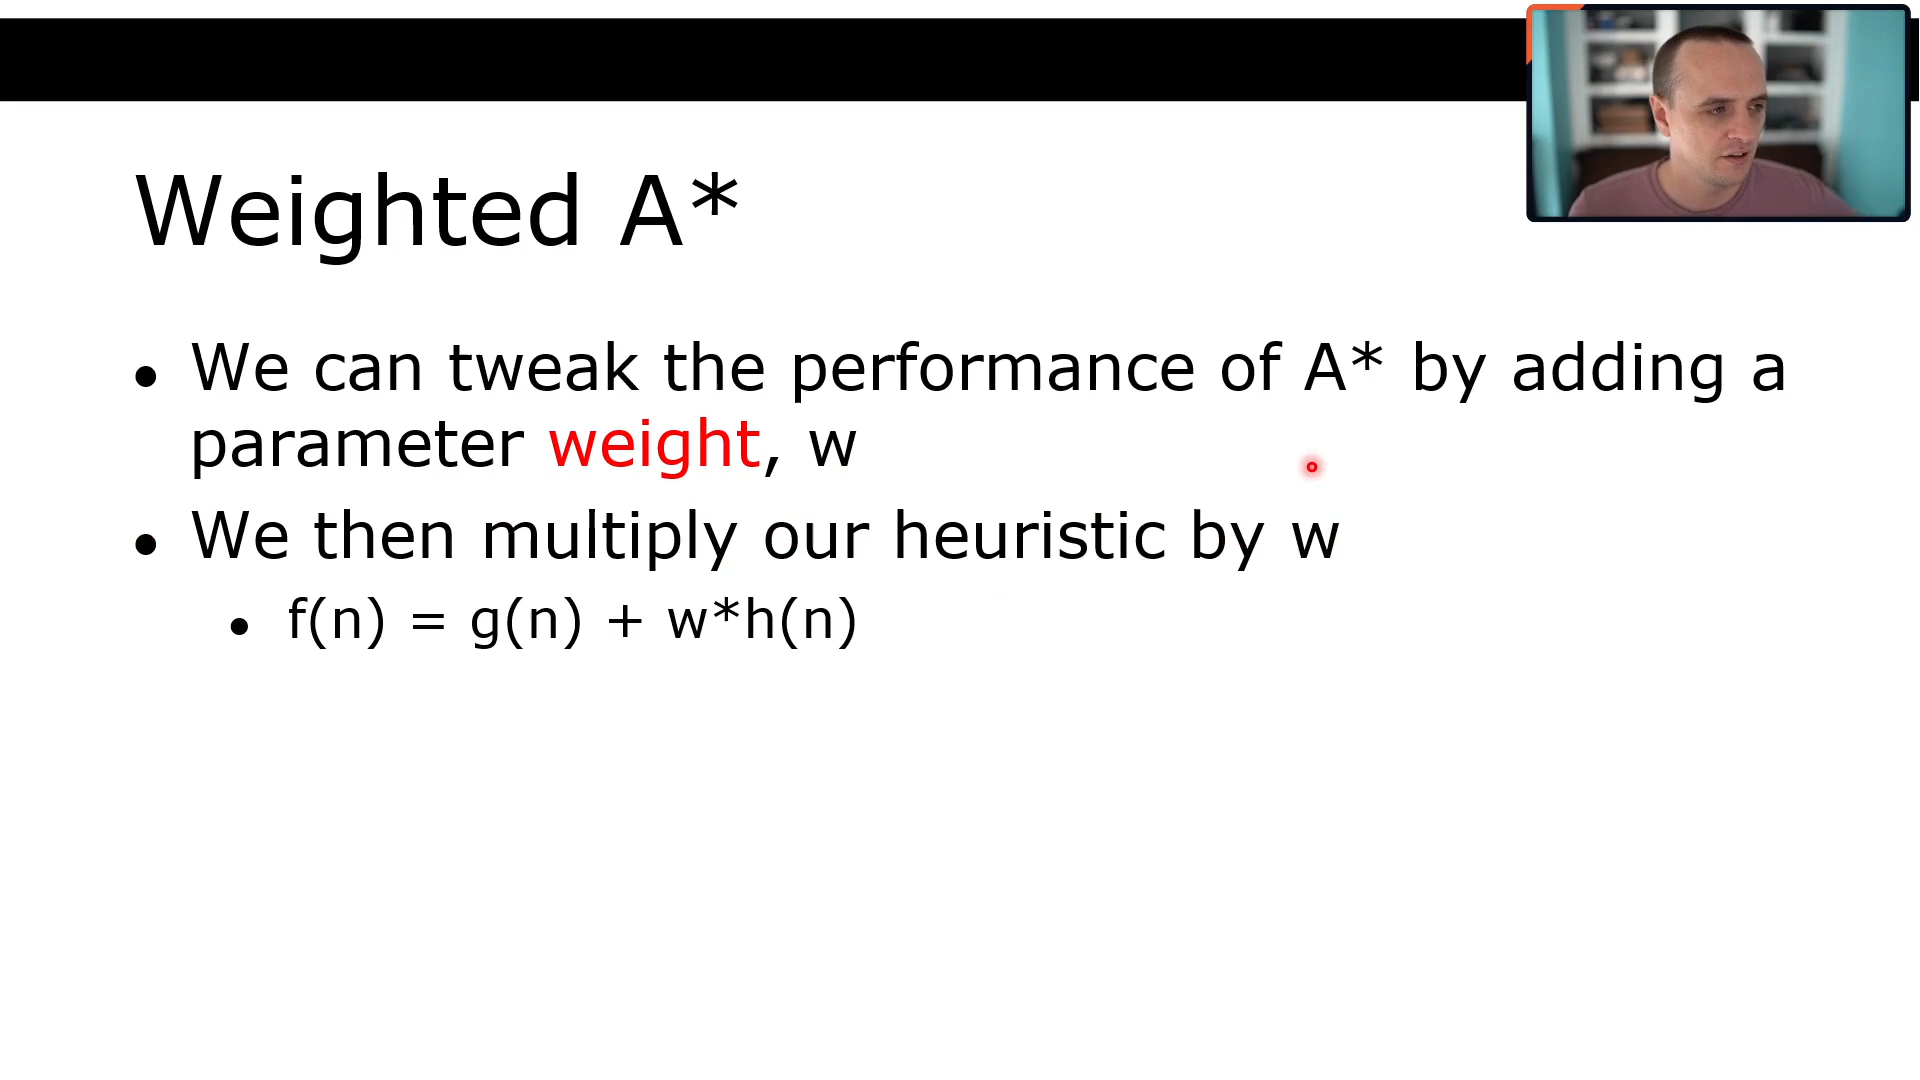 Weighted A*
• We can tweak the performance of A* by adding a
parameter weight, w
• We then multiply our heuristic by w
• f(n) = g(n) + w*h(n)